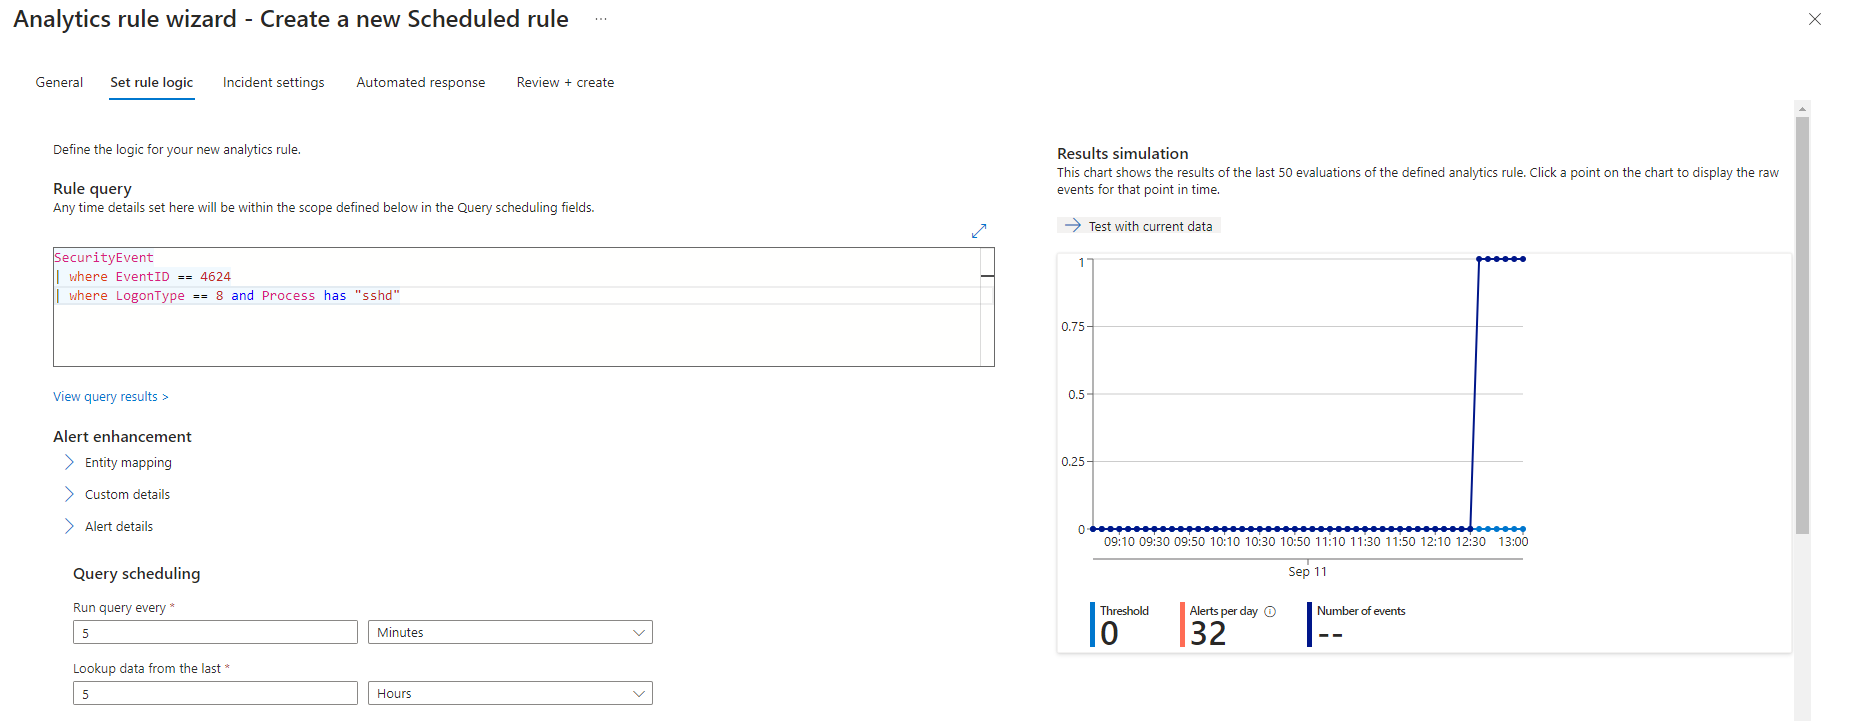 Analytics rule wizard - Create a new Scheduled rule ...
General Set rule logic Incident settings Automated response Review + create
Define the logic for your new analytics rule.
Rule query
Any time details set here will be within the scope defined below in the Query scheduling fields.
SecurityEvent
| where EventID == 4624
| where LogonType == 8 and Process has "sshd"
View query results >
Alert enhancement
Entity mapping
Custom details
Alert details
Query scheduling
Run query every *
5 Minutes
Lookup data from the last *
5 Hours
Results simulation
This chart shows the results of the last 50 evaluations of the defined analytics rule. Click a point on the chart to display the raw
events for that point in time.
Test with current data
1
0.75
0.5
0.25
0
09:10 09:30 09:50 10:10 10:30 10:50 11:10 11:30 11:50 12:10 12:30 13:00
Sep 11
Threshold Alerts per day Number of events
0 32 --